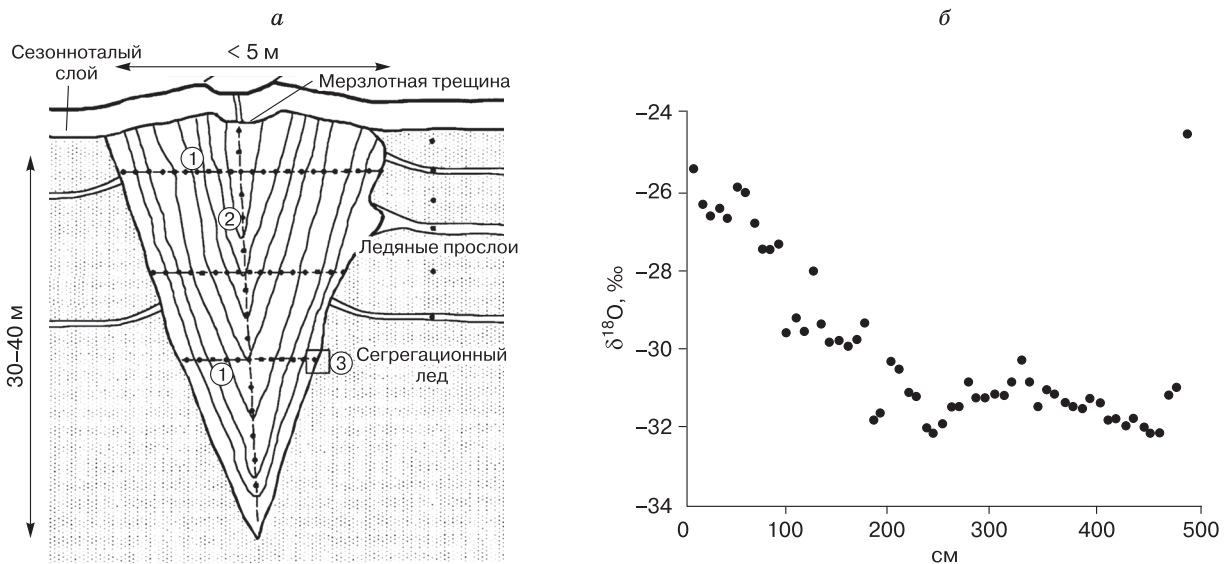 а
Сезонноталый
слой
< 5 м
Мерзлотная трещина
1
2
Ледяные прослои
30–40 м
3
Сегрегационный
лед
1
б
δ¹⁸O, ‰
–24
–26
–28
–30
–32
–34
0
100
200
300
400
500
см